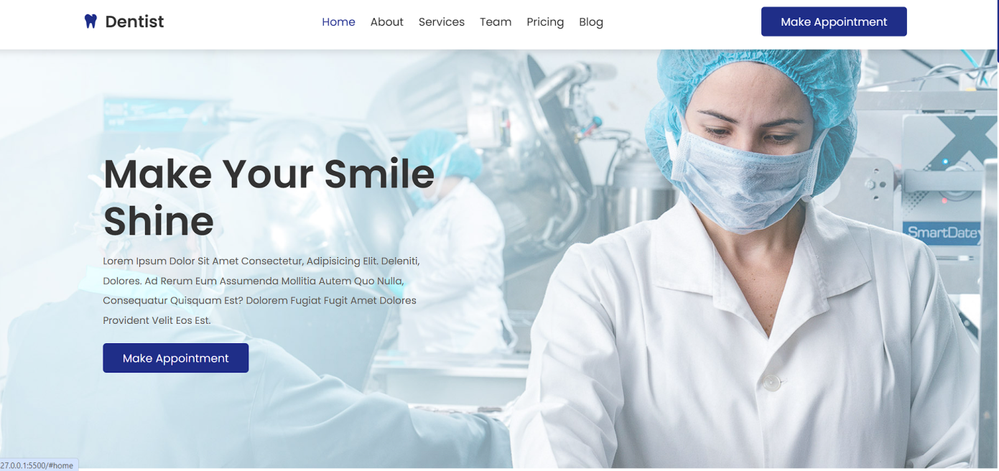 Dentist
Home About Services Team Pricing Blog
Make Appointment
Make Your Smile
Shine
Lorem Ipsum Dolor Sit Amet Consectetur, Adipisicing Elit. Deleniti,
Dolores. Ad Rerum Eum Assumenda Mollitia Autem Quo Nulla,
Consequatur Quisquam Est? Dolorem Fugiat Fugit Amet Dolores
Provident Velit Eos Est.
Make Appointment
SmartDate
27.0.0.1:5500/#home